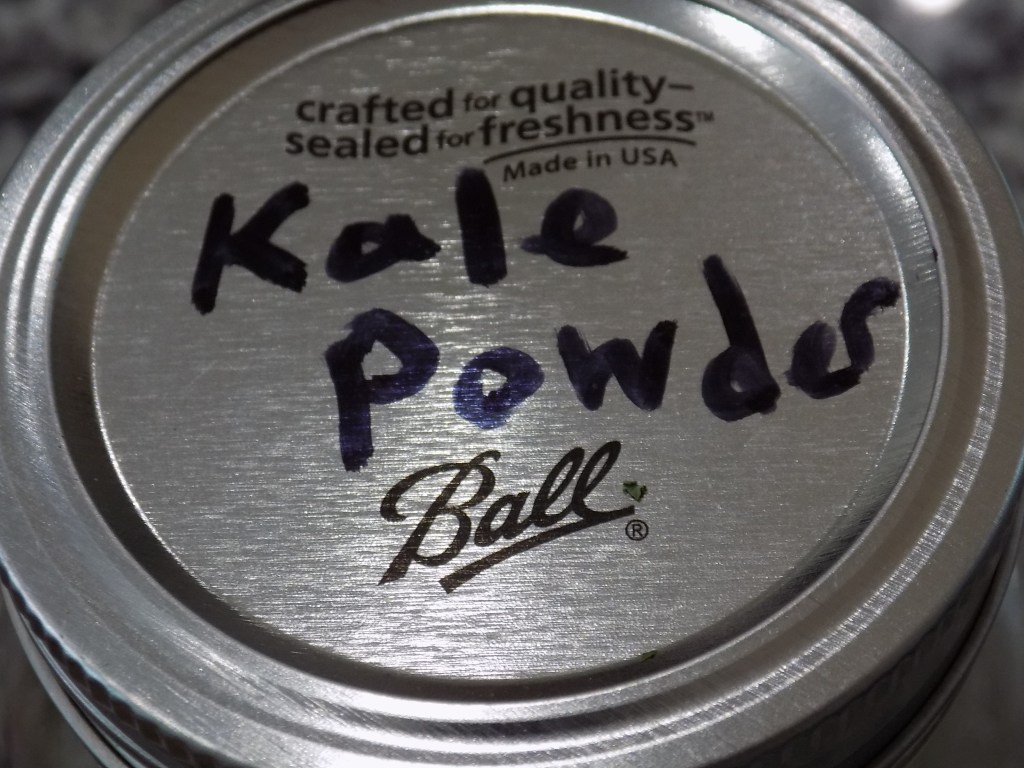 crafted for quality–
sealed for freshness™
Made in USA
Kale
Powder
Ball®